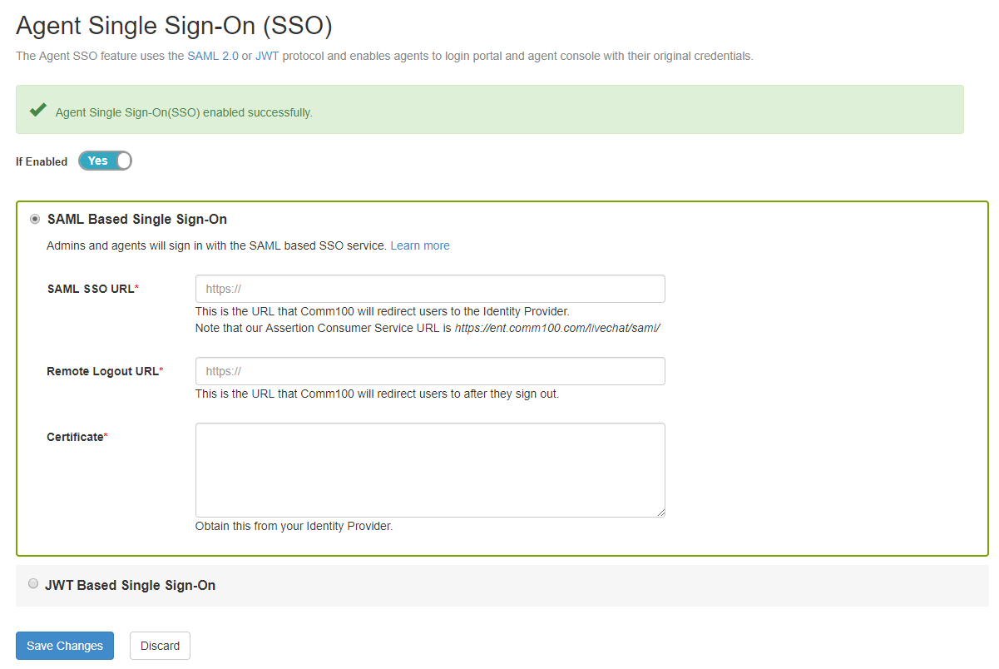 Agent Single Sign-On (SSO)
The Agent SSO feature uses the SAML 2.0 or JWT protocol and enables agents to login portal and agent console with their original credentials.
Agent Single Sign-On(SSO) enabled successfully.
If Enabled Yes
SAML Based Single Sign-On
Admins and agents will sign in with the SAML based SSO service. Learn more
SAML SSO URL* https://
This is the URL that Comm100 will redirect users to the Identity Provider.
Note that our Assertion Consumer Service URL is https://ent.comm100.com/livechat/saml/
Remote Logout URL* https://
This is the URL that Comm100 will redirect users to after they sign out.
Certificate*
Obtain this from your Identity Provider.
JWT Based Single Sign-On
Save Changes Discard